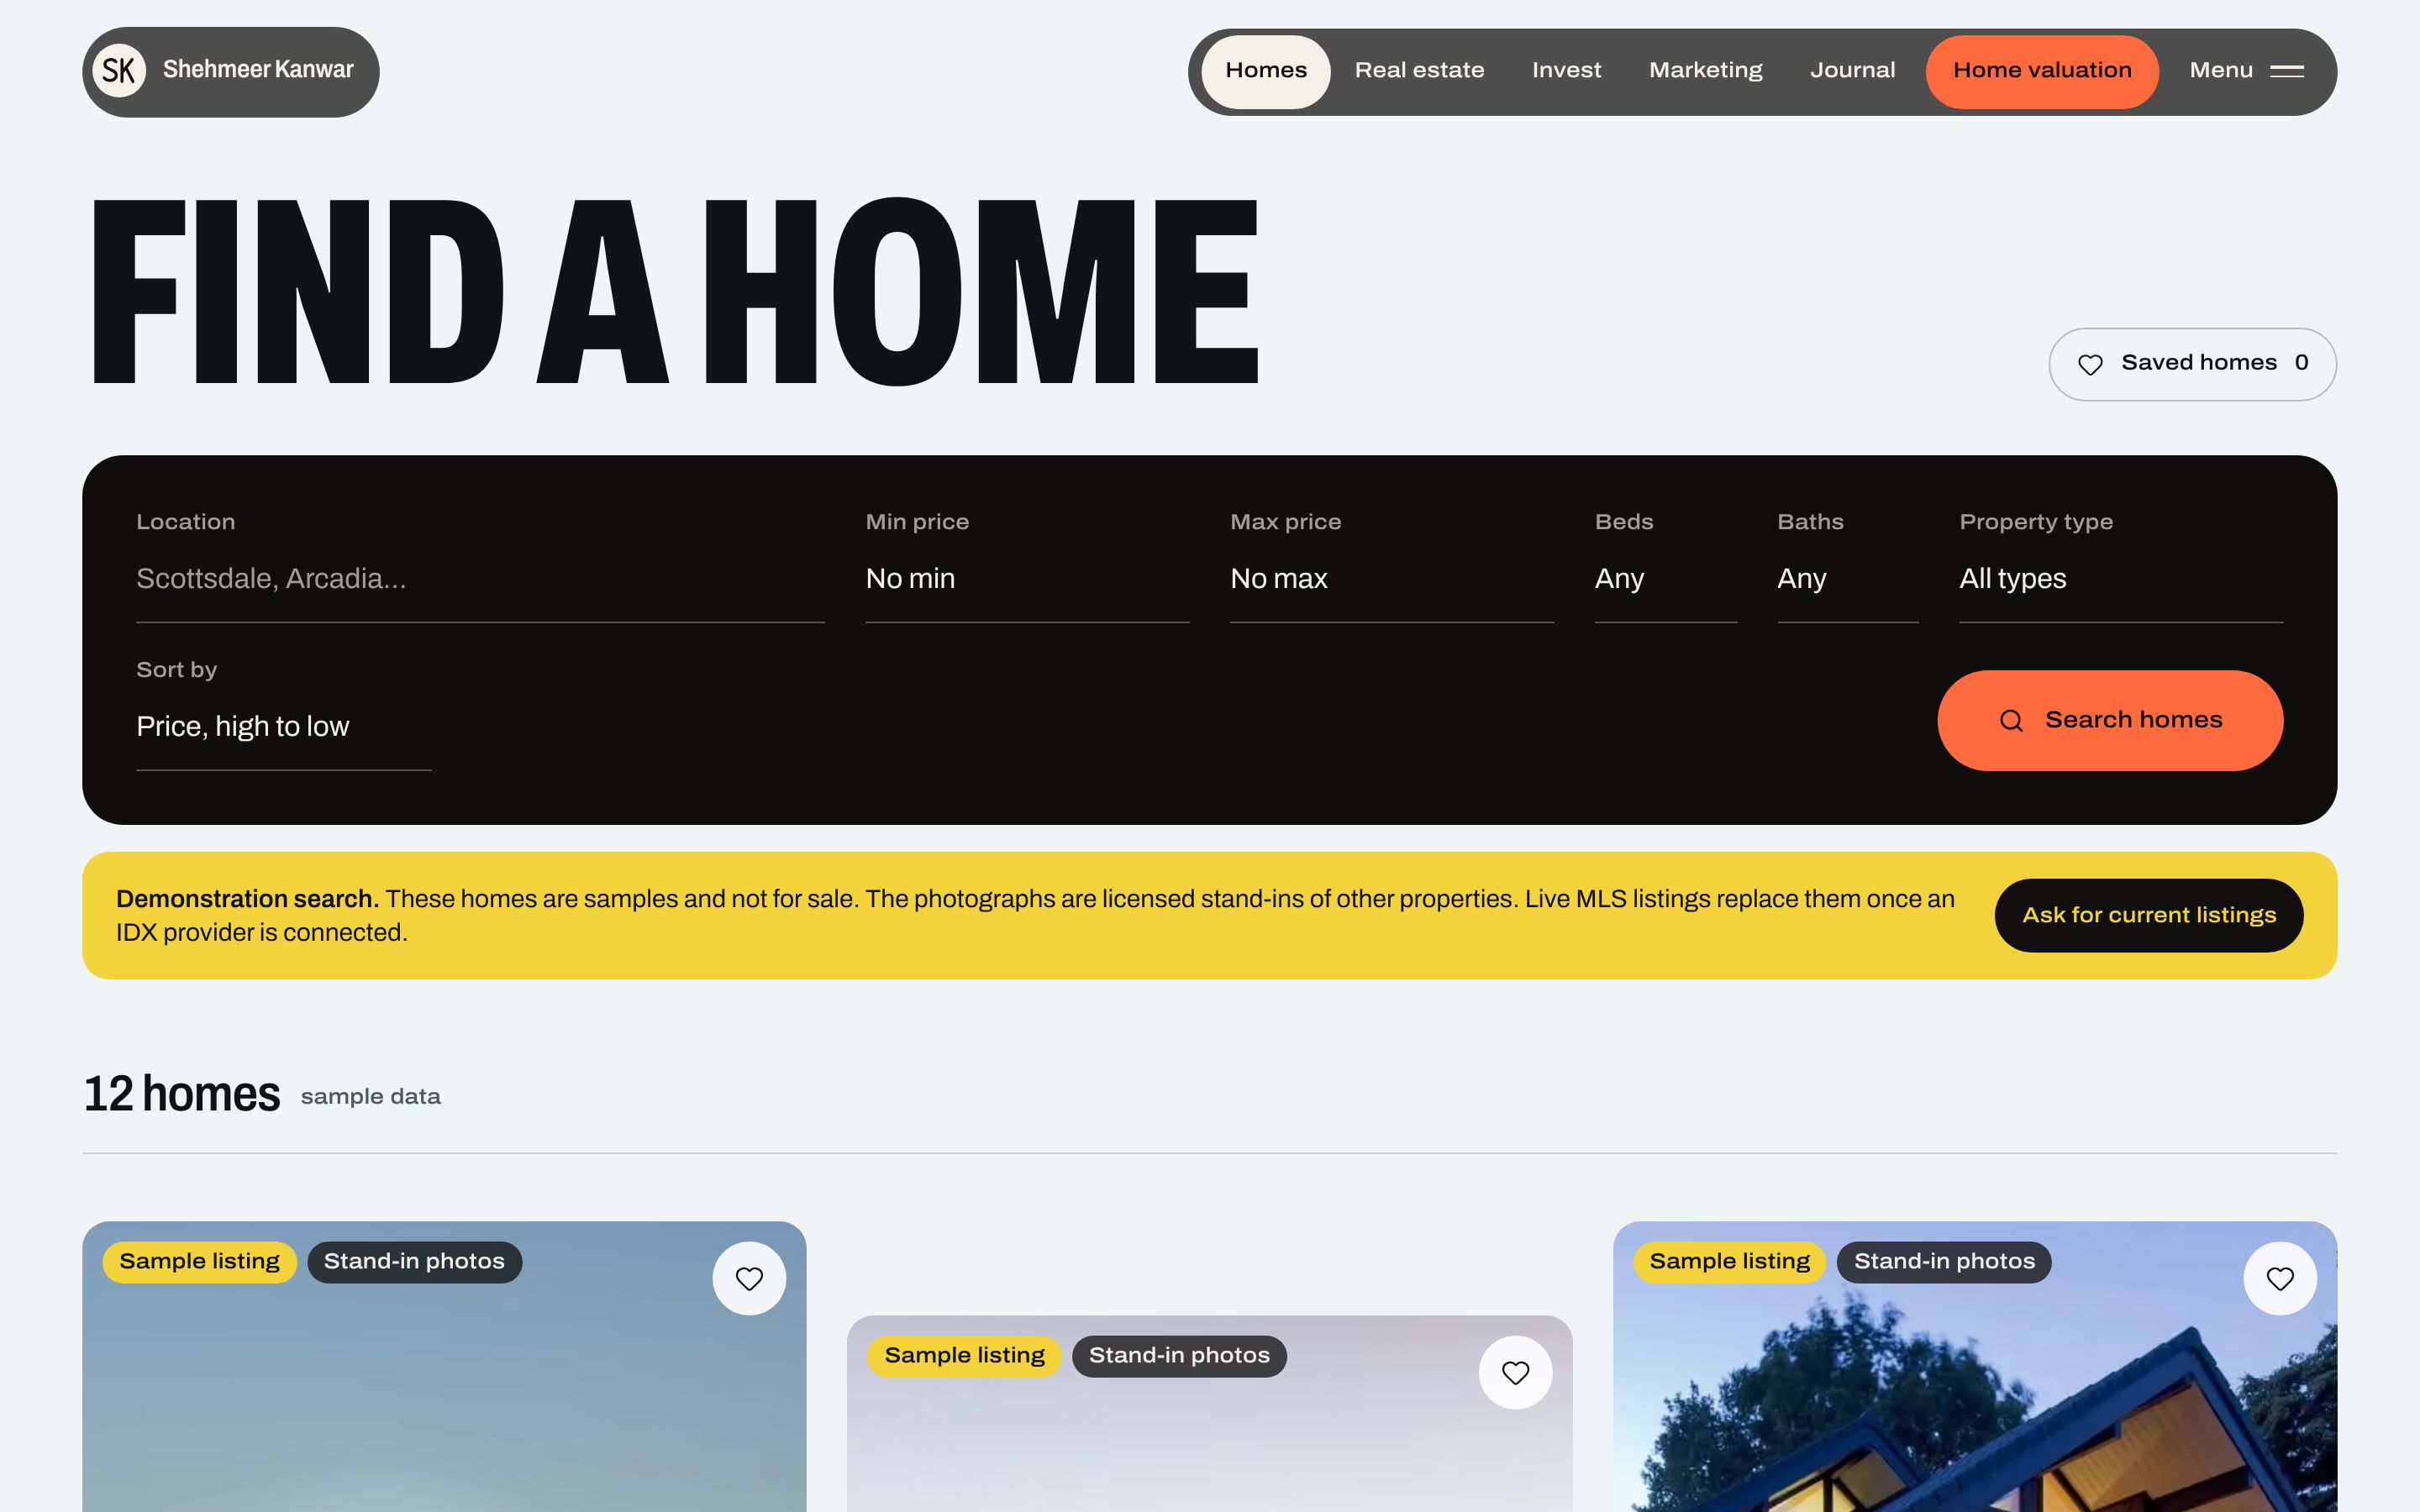 SK Shehmeer Kanwar
Homes Real estate Invest Marketing Journal Home valuation Menu
FIND A HOME
Saved homes 0
Location Min price Max price Beds Baths Property type
Scottsdale, Arcadia... No min No max Any Any All types
Sort by
Price, high to low
Search homes
Demonstration search. These homes are samples and not for sale. The photographs are licensed stand-ins of other properties. Live MLS listings replace them once an
IDX provider is connected.
Ask for current listings
12 homes sample data
Sample listing Stand-in photos
Sample listing Stand-in photos
Sample listing Stand-in photos